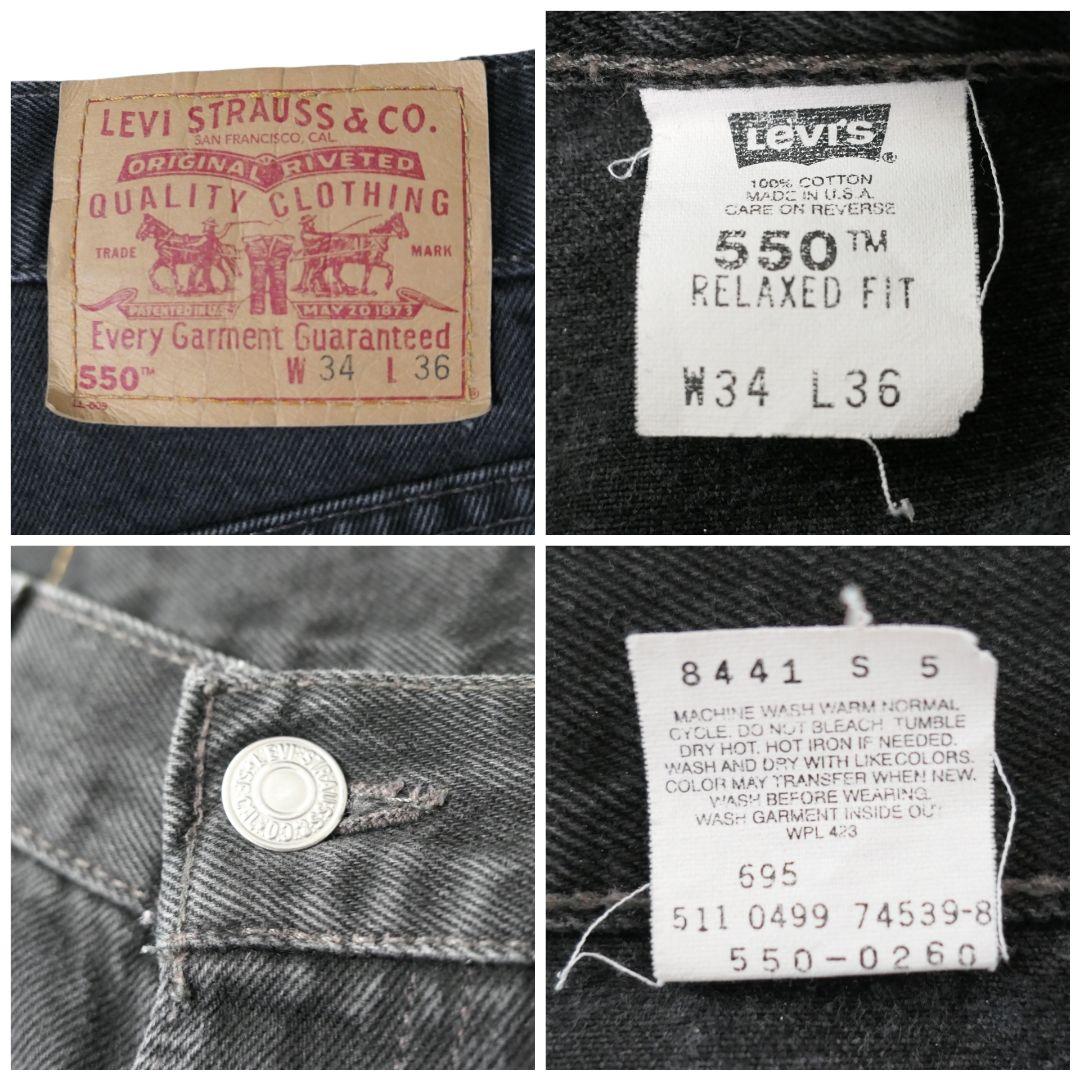 LEVI STRAUSS & CO.
SAN FRANCISCO, CAL.
ORIGINAL RIVETED
QUALITY CLOTHING
TRADE MARK
PATENTED IN U.S. MAY 20 1873
Every Garment Guaranteed
550™ W 34 L 36
®
Levi's®
100% COTTON
MADE IN U.S.A.
CARE ON REVERSE
550™
RELAXED FIT
W34 L36
LEVI STRAUSS & CO
8441 S 5
MACHINE WASH WARM NORMAL
CYCLE. DO NOT BLEACH. TUMBLE
DRY HOT. HOT IRON IF NEEDED.
WASH AND DRY WITH LIKE COLORS.
COLOR MAY TRANSFER WHEN NEW.
WASH BEFORE WEARING.
WASH GARMENT INSIDE OUT
WPL 423
695
511 0499 74539-8
550-0260